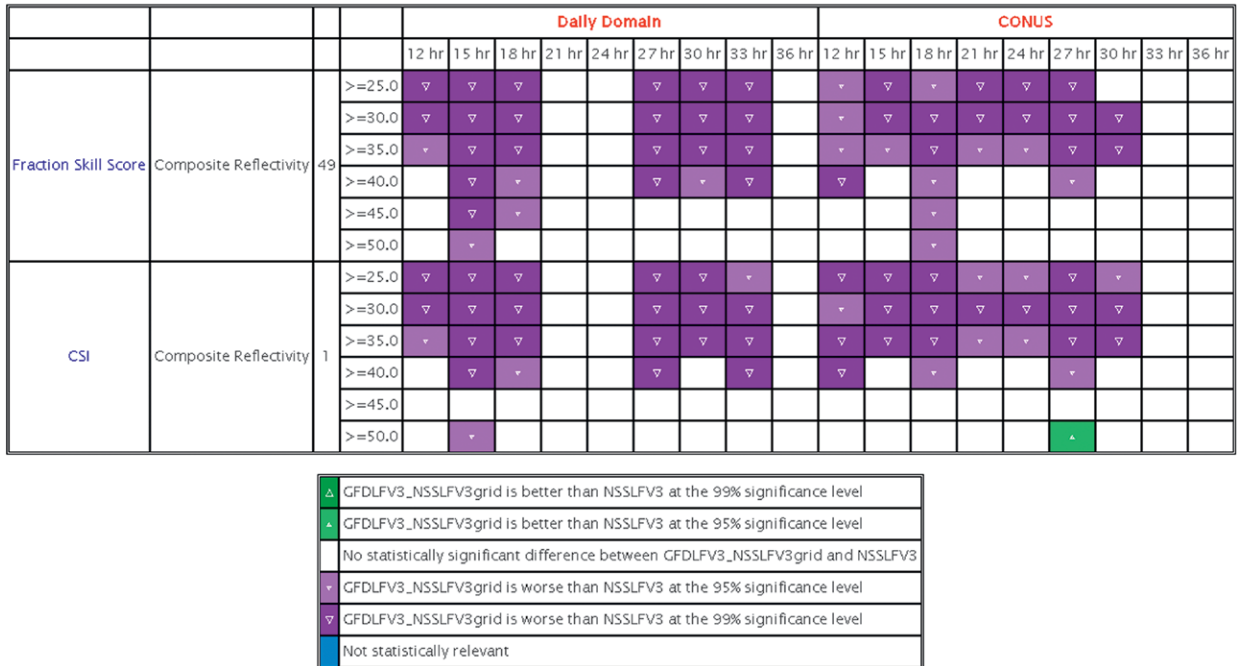 Daily Domain CONUS
12 hr 15 hr 18 hr 21 hr 24 hr 27 hr 30 hr 33 hr 36 hr 12 hr 15 hr 18 hr 21 hr 24 hr 27 hr 30 hr 33 hr 36 hr
>=25.0
>=30.0
>=35.0
Fraction Skill Score Composite Reflectivity 49
>=40.0
>=45.0
>=50.0
>=25.0
>=30.0
>=35.0
CSI Composite Reflectivity 1
>=40.0
>=45.0
>=50.0
GFDLFV3_NSSLFV3grid is better than NSSLFV3 at the 99% significance level
GFDLFV3_NSSLFV3grid is better than NSSLFV3 at the 95% significance level
No statistically significant difference between GFDLFV3_NSSLFV3grid and NSSLFV3
GFDLFV3_NSSLFV3grid is worse than NSSLFV3 at the 95% significance level
GFDLFV3_NSSLFV3grid is worse than NSSLFV3 at the 99% significance level
Not statistically relevant